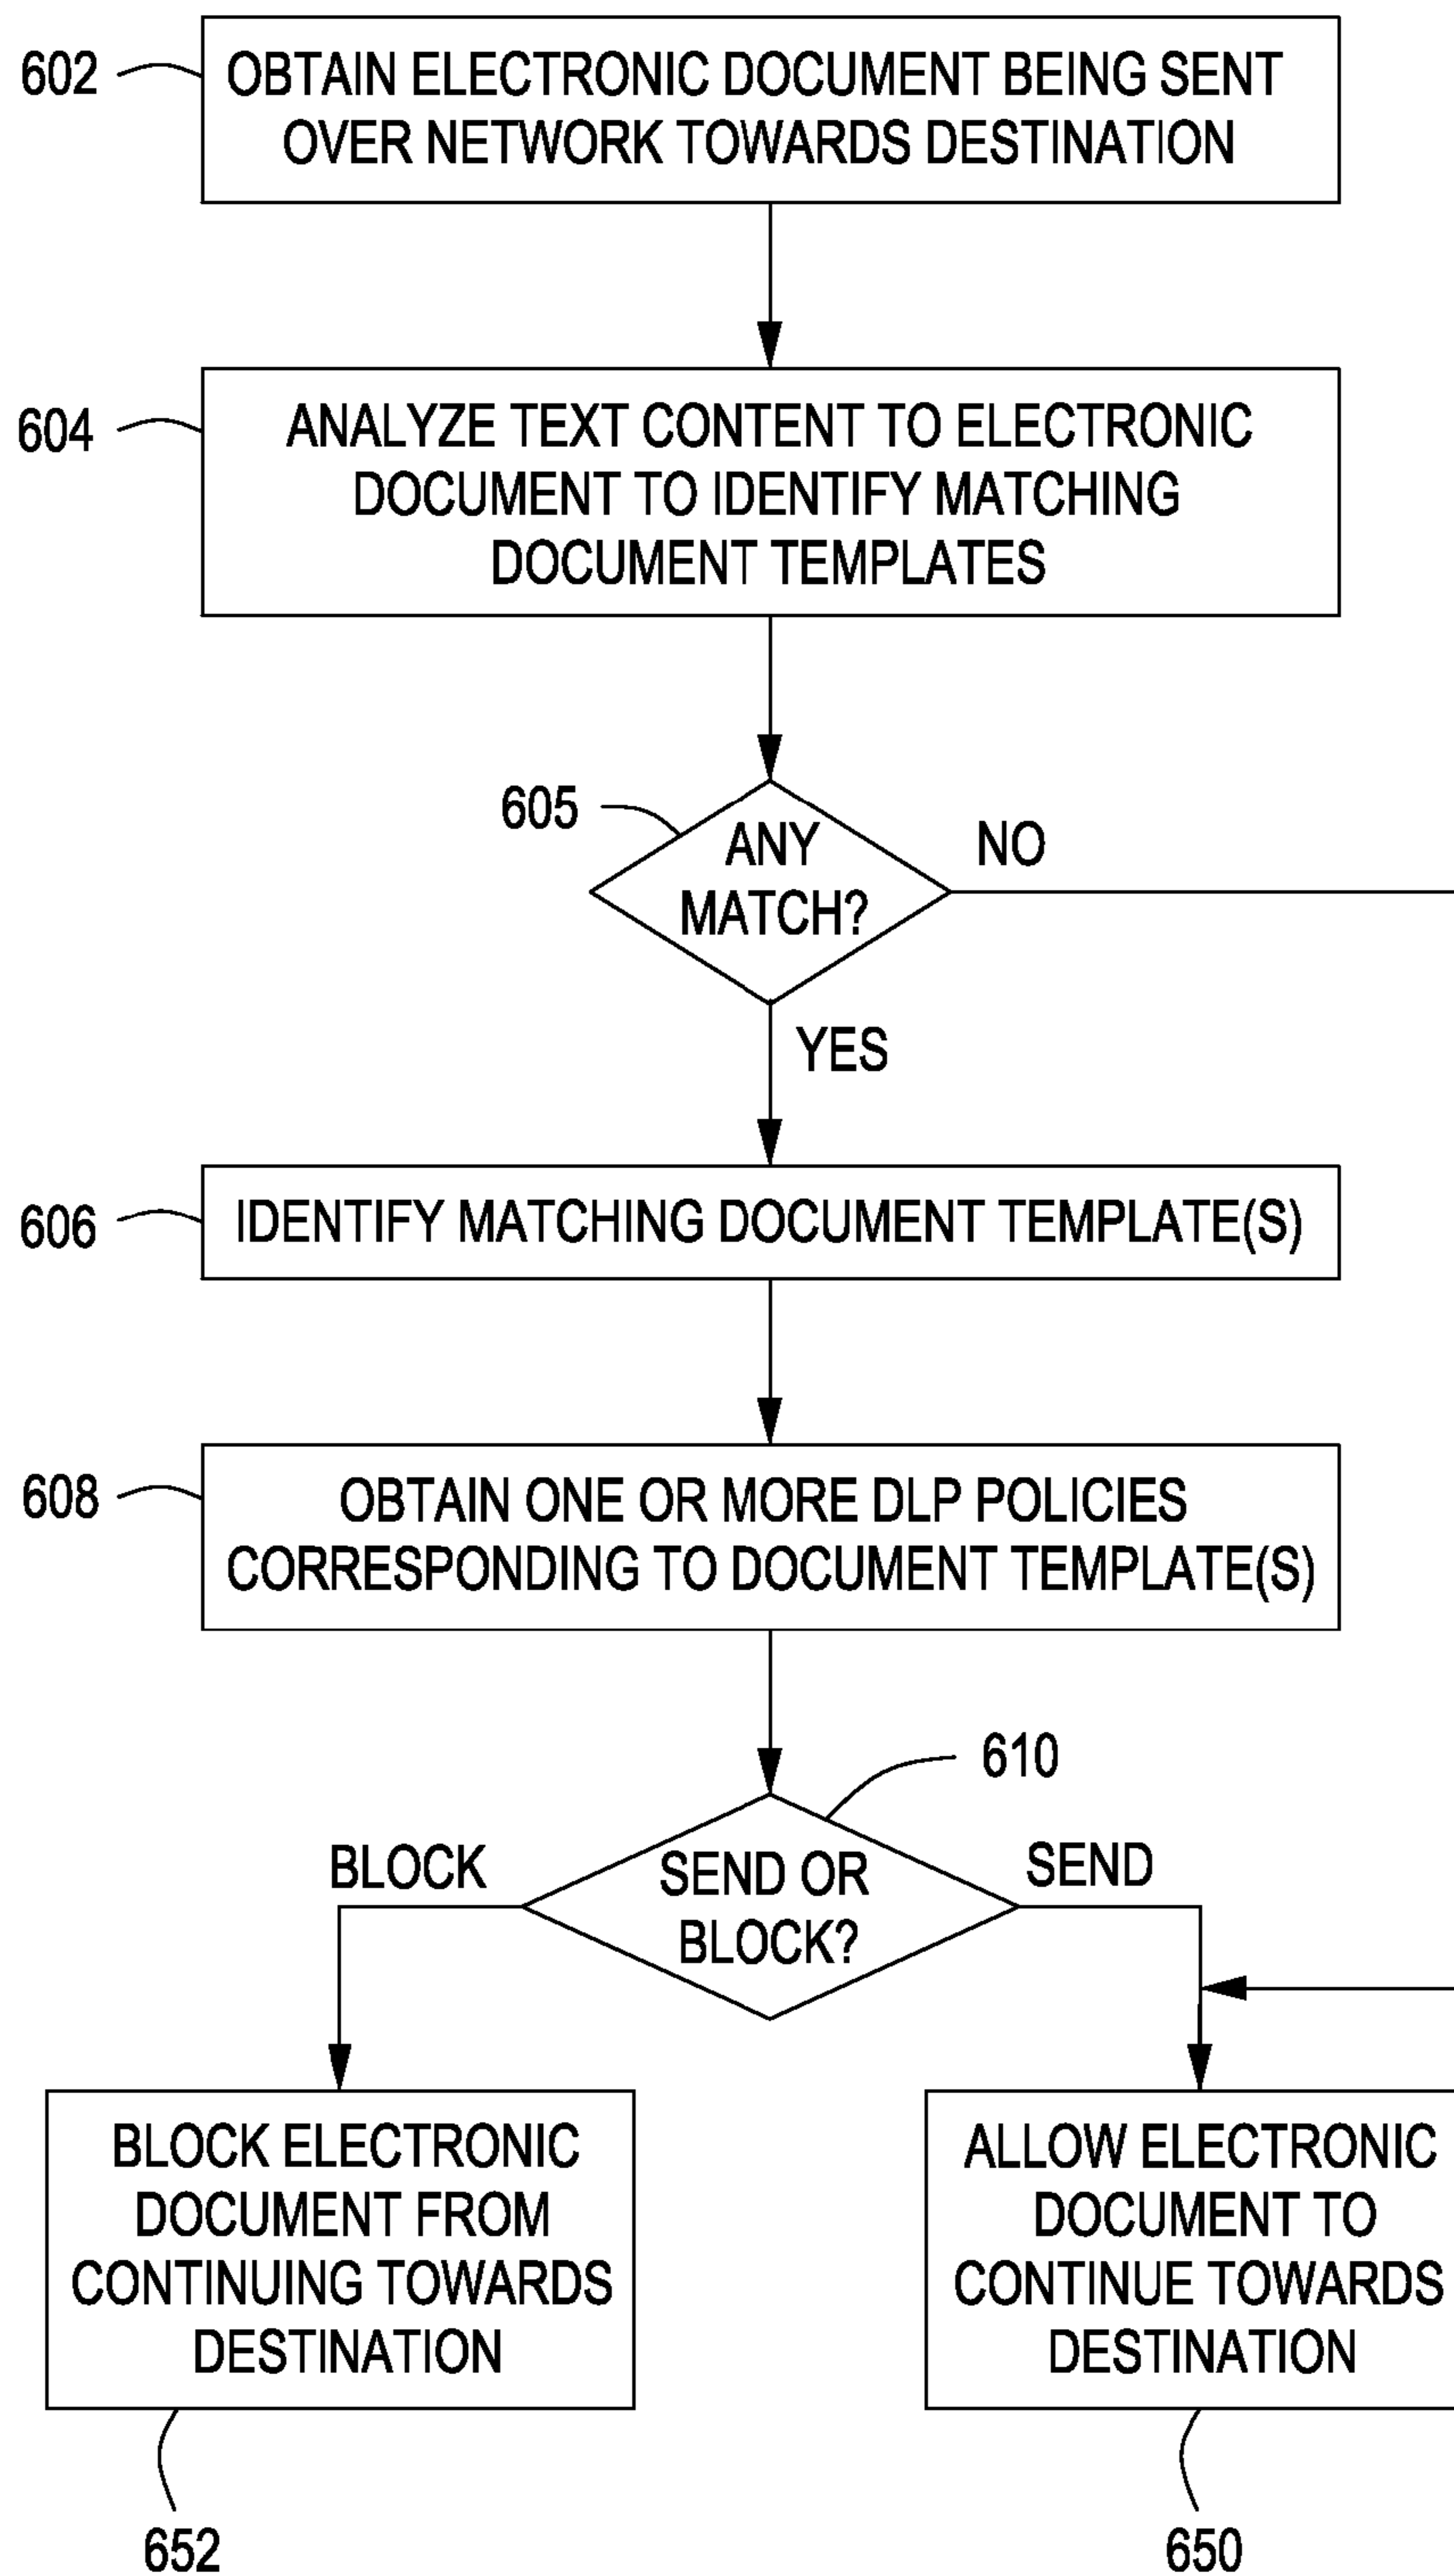 602
OBTAIN ELECTRONIC DOCUMENT BEING SENT
OVER NETWORK TOWARDS DESTINATION
604
ANALYZE TEXT CONTENT TO ELECTRONIC
DOCUMENT TO IDENTIFY MATCHING
DOCUMENT TEMPLATES
605
ANY
MATCH?
NO
YES
606
IDENTIFY MATCHING DOCUMENT TEMPLATE(S)
608
OBTAIN ONE OR MORE DLP POLICIES
CORRESPONDING TO DOCUMENT TEMPLATE(S)
610
BLOCK
SEND OR
BLOCK?
SEND
BLOCK ELECTRONIC
DOCUMENT FROM
CONTINUING TOWARDS
DESTINATION
652
ALLOW ELECTRONIC
DOCUMENT TO
CONTINUE TOWARDS
DESTINATION
650